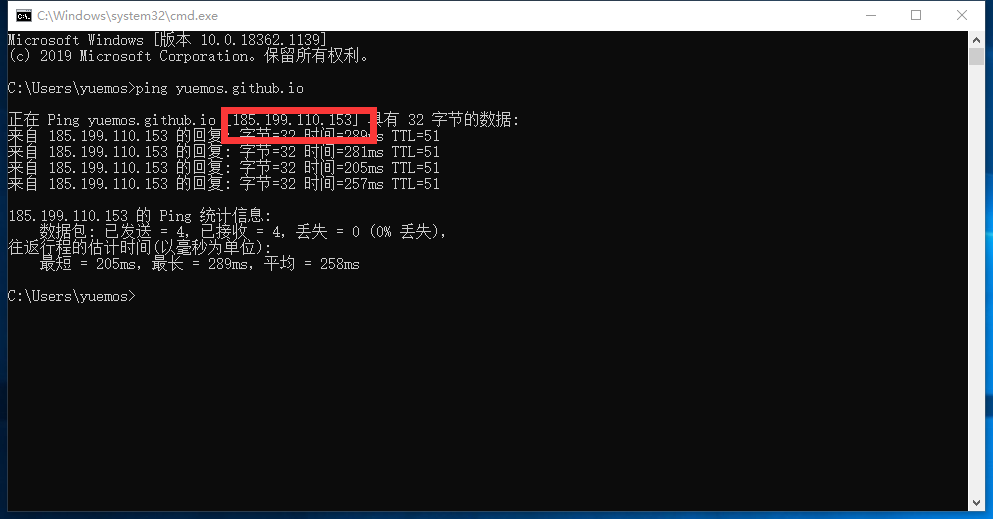 C:\Windows\system32\cmd.exe
Microsoft Windows [版本 10.0.18362.1139]
(c) 2019 Microsoft Corporation。保留所有权利。
C:\Users\yuemos>ping yuemos.github.io
正在 Ping yuemos.github.io [185.199.110.153] 具有 32 字节的数据:
来自 185.199.110.153 的回复: 字节=32 时间=289ms TTL=51
来自 185.199.110.153 的回复: 字节=32 时间=281ms TTL=51
来自 185.199.110.153 的回复: 字节=32 时间=205ms TTL=51
来自 185.199.110.153 的回复: 字节=32 时间=257ms TTL=51
185.199.110.153 的 Ping 统计信息:
数据包: 已发送 = 4，已接收 = 4，丢失 = 0 (0% 丢失)，
往返行程的估计时间(以毫秒为单位):
最短 = 205ms，最长 = 289ms，平均 = 258ms
C:\Users\yuemos>